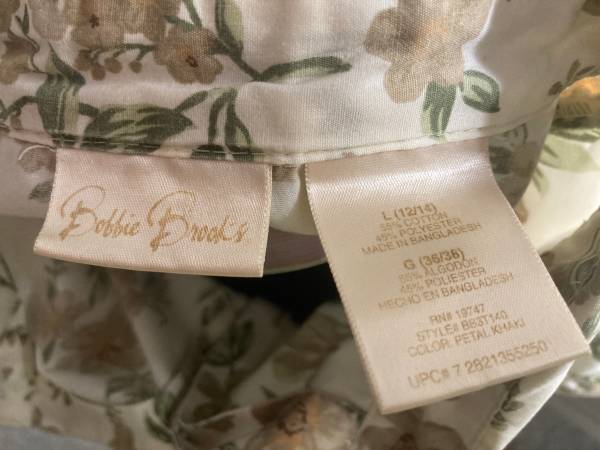 Bobbie Brooks
L (12/14)
55% COTTON
45% POLYESTER
MADE IN BANGLADESH
G (36/38)
55% ALGODON
45% POLIESTER
HECHO EN BANGLADESH
RN# 19747
STYLE# BB3T140
COLOR: PETAL KHAKI
UPC# 7 2821355250